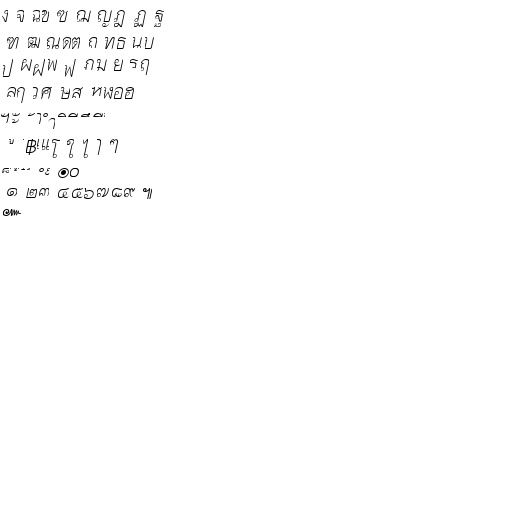 ง จ ฉ ข ฃ ฌ ญ ฎ ฏ ฐ
ฑ ฒ ณ ด ต ถ ท ธ น บ
ป ผ ฝ พ ฟ ภ ม ย ร ฤ
ล ฦ ว ศ ษ ส ห ฬ อ ฮ
ฯ ะ ั า ำ ิ ี ึ ื
ุ ู ฺ ฿ เ แ โ ใ ไ ๅ ๆ
็ ่ ้ ๊ ๋ ์ ํ ๎ ๏ ๐
๑ ๒ ๓ ๔ ๕ ๖ ๗ ๘ ๙ ๚
๛